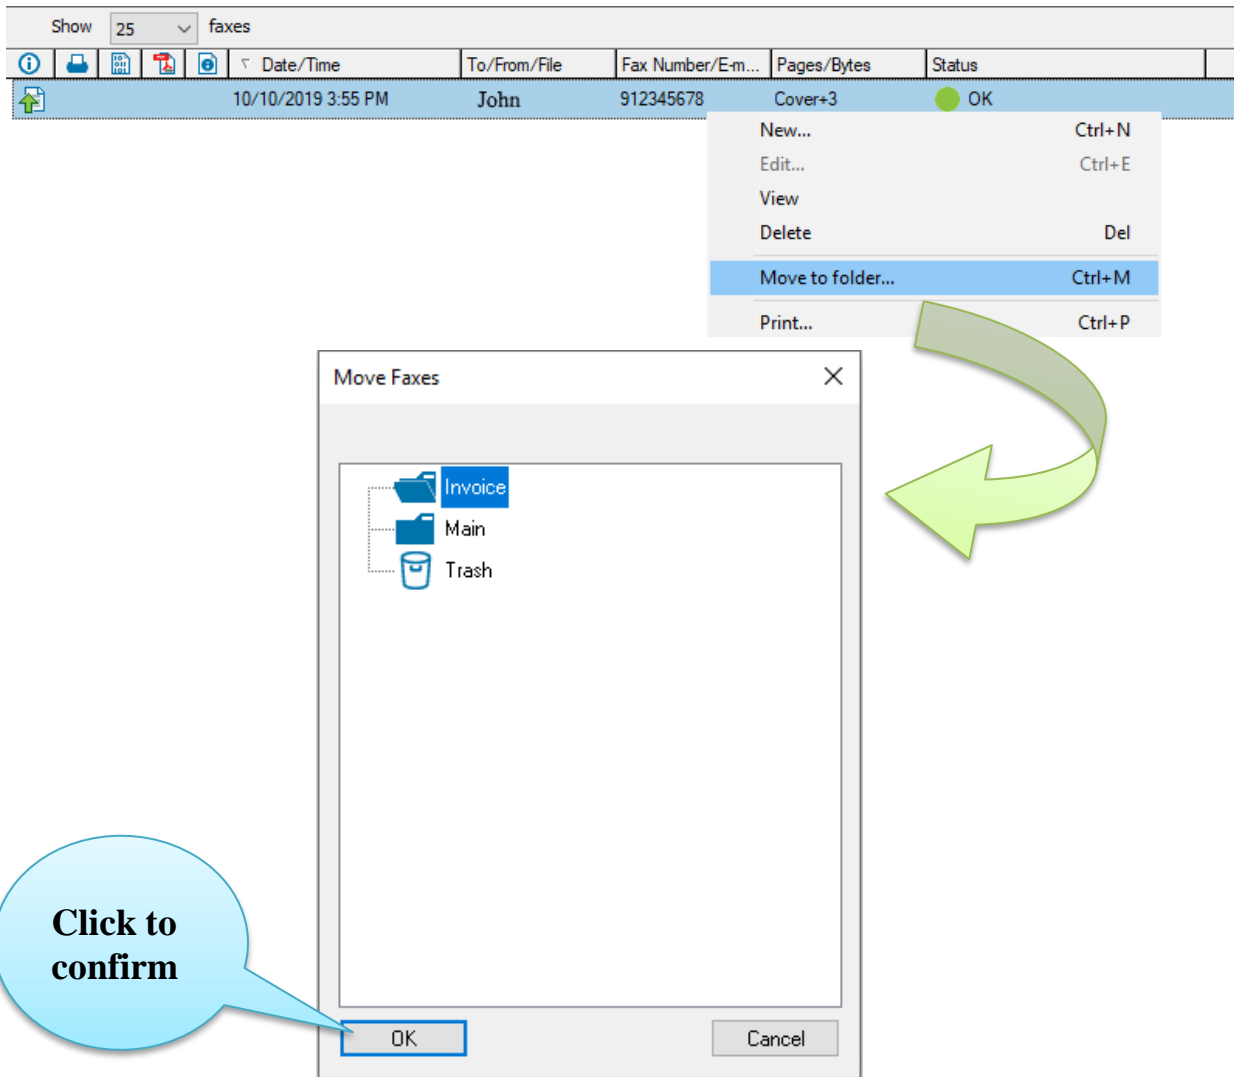 Show 25 faxes
Date/Time To/From/File Fax Number/E-m... Pages/Bytes Status
10/10/2019 3:55 PM John 912345678 Cover+3 OK
New... Ctrl+N
Edit... Ctrl+E
View
Delete Del
Move to folder... Ctrl+M
Print... Ctrl+P
Move Faxes
Invoice
Main
Trash
Click to
confirm
OK Cancel